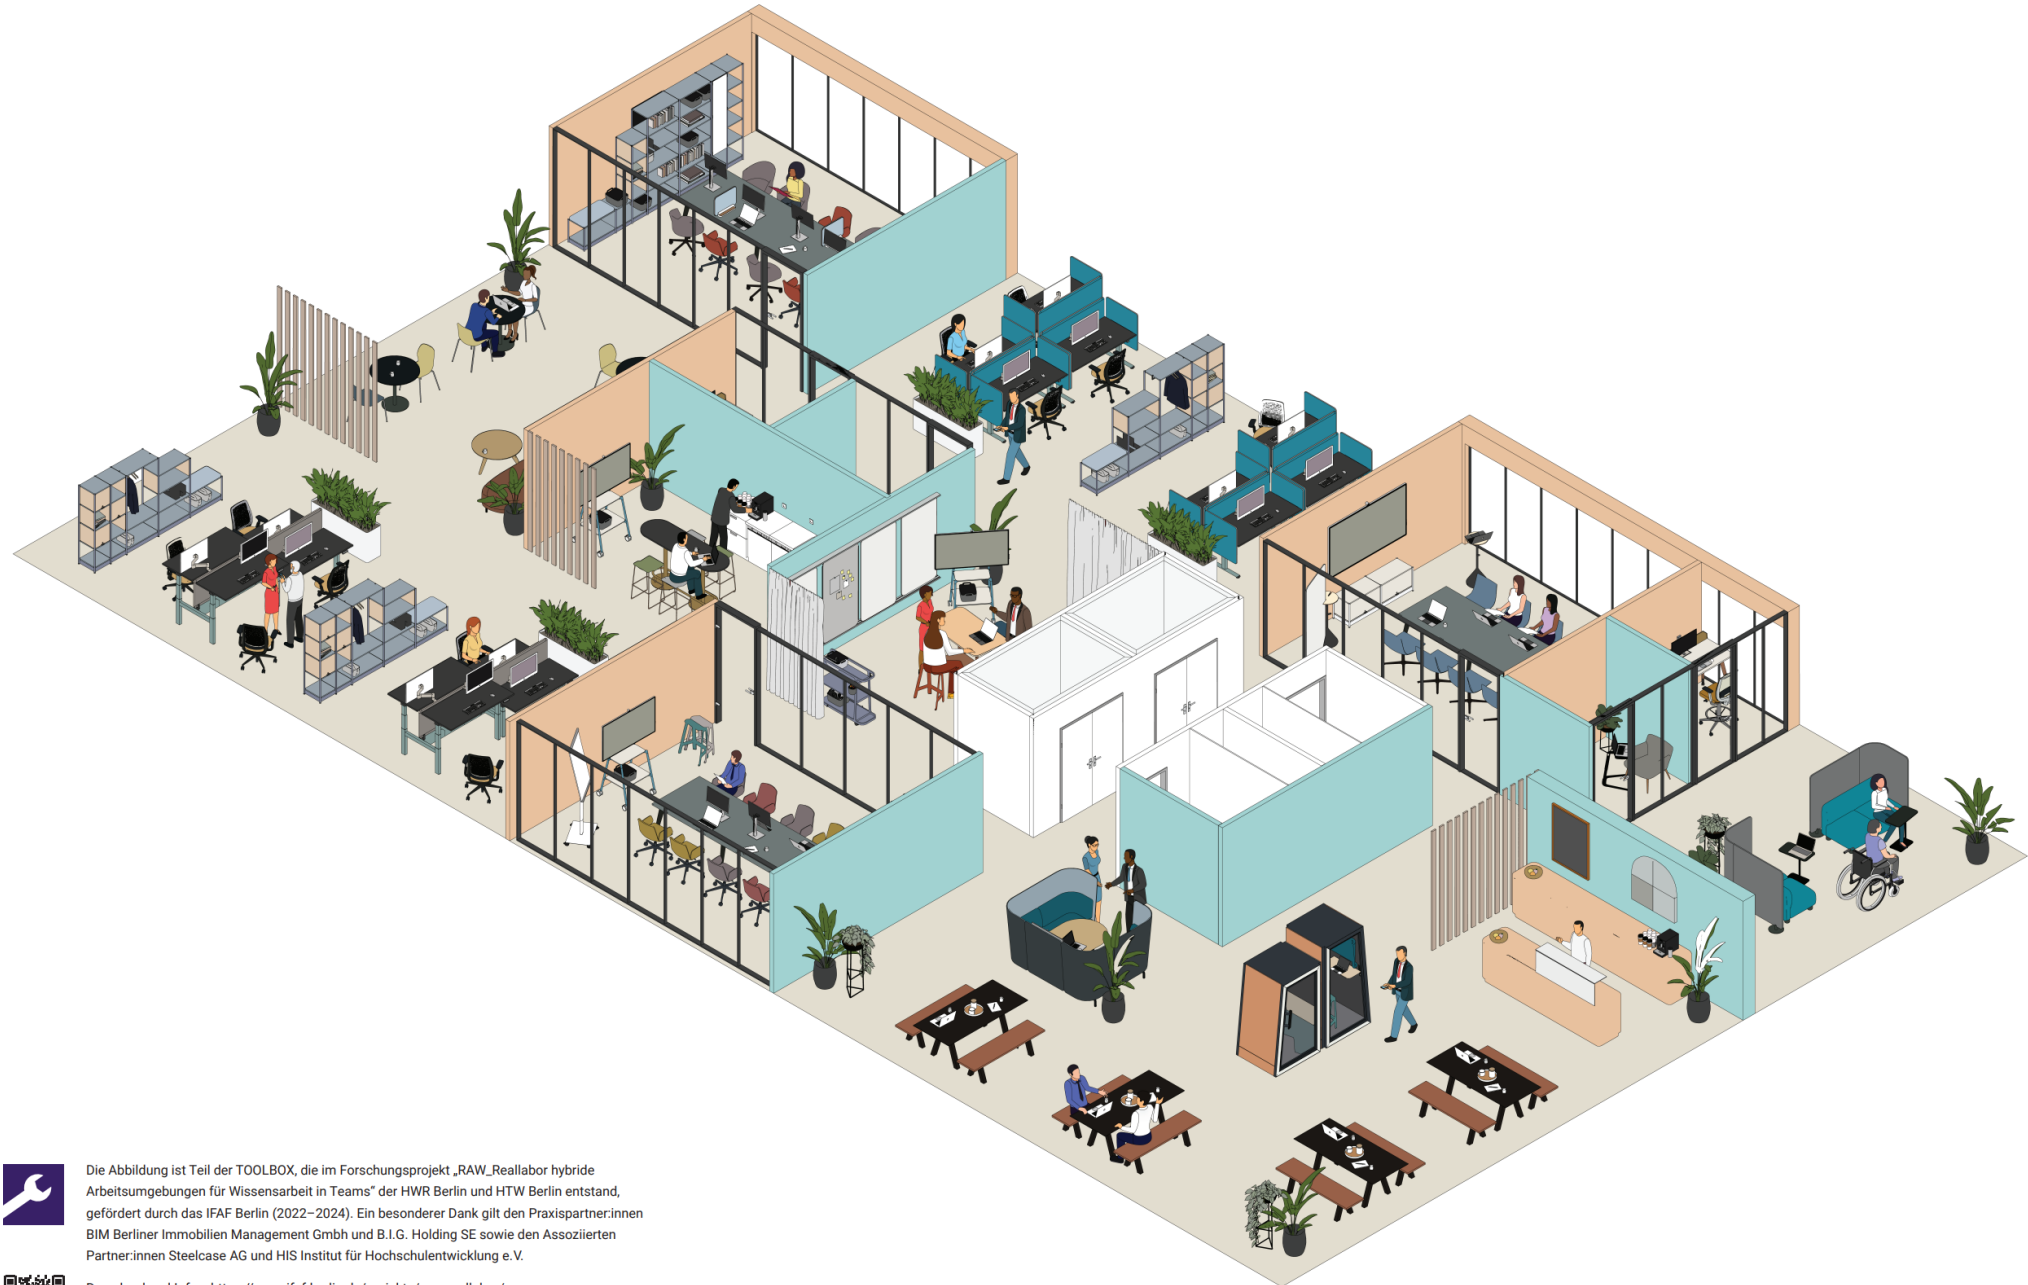 Die Abbildung ist Teil der TOOLBOX, die im Forschungsprojekt „RAW_Reallabor hybride
Arbeitsumgebungen für Wissensarbeit in Teams“ der HWR Berlin und HTW Berlin entstand,
gefördert durch das IFAF Berlin (2022–2024). Ein besonderer Dank gilt den Praxispartner:innen
BIM Berliner Immobilien Management Gmbh und B.I.G. Holding SE sowie den Assoziierten
Partner:innen Steelcase AG und HIS Institut für Hochschulentwicklung e.V.